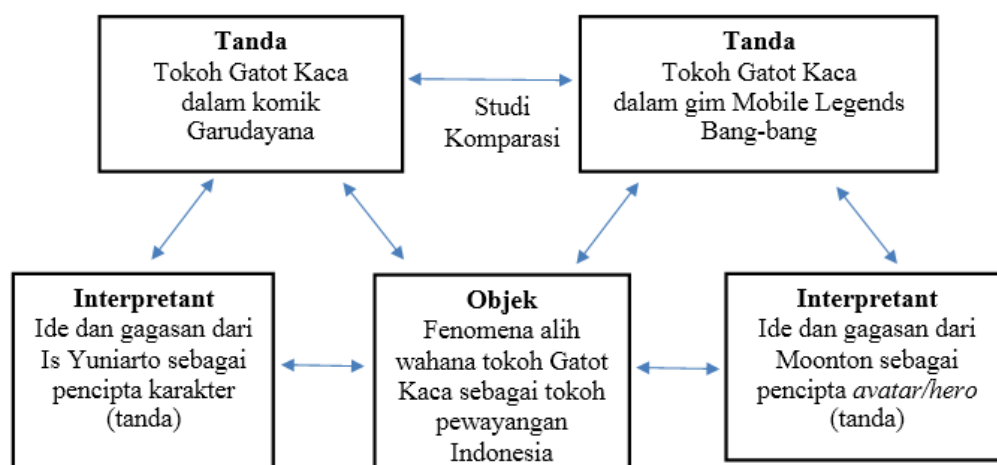 Tanda
Tokoh Gatot Kaca
dalam komik
Garudayana
Studi
Komparasi
Tanda
Tokoh Gatot Kaca
dalam gim Mobile Legends
Bang-bang
Interpretant
Ide dan gagasan dari
Is Yuniarto sebagai
pencipta karakter
(tanda)
Objek
Fenomena alih
wahana tokoh Gatot
Kaca sebagai tokoh
pewayangan
Indonesia
Interpretant
Ide dan gagasan dari
Moonton sebagai
pencipta avatar/hero
(tanda)